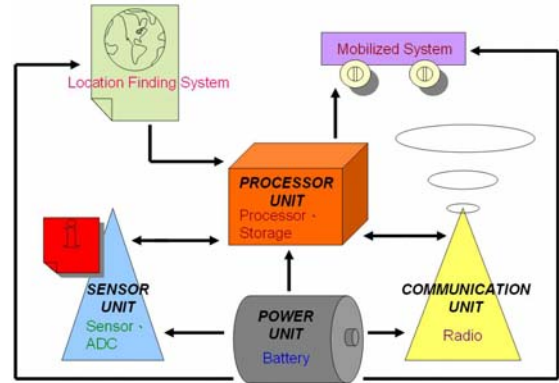 Location Finding System
Mobilized System
PROCESSOR
UNIT
Processor、
Storage
SENSOR
UNIT
Sensor、
ADC
POWER
UNIT
Battery
COMMUNICATION
UNIT
Radio